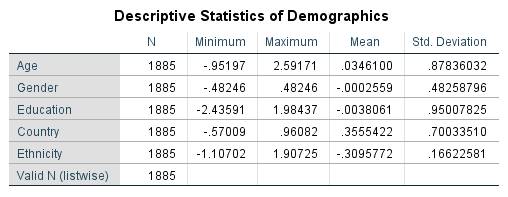 Descriptive Statistics of Demographics
N Minimum Maximum Mean Std. Deviation
Age 1885 -.95197 2.59171 .0346100 .87836032
Gender 1885 -.48246 .48246 -.0002559 .48258796
Education 1885 -2.43591 1.98437 -.0038061 .95007825
Country 1885 -.57009 .96082 .3555422 .70033510
Ethnicity 1885 -1.10702 1.90725 -.3095772 .16622581
Valid N (listwise) 1885